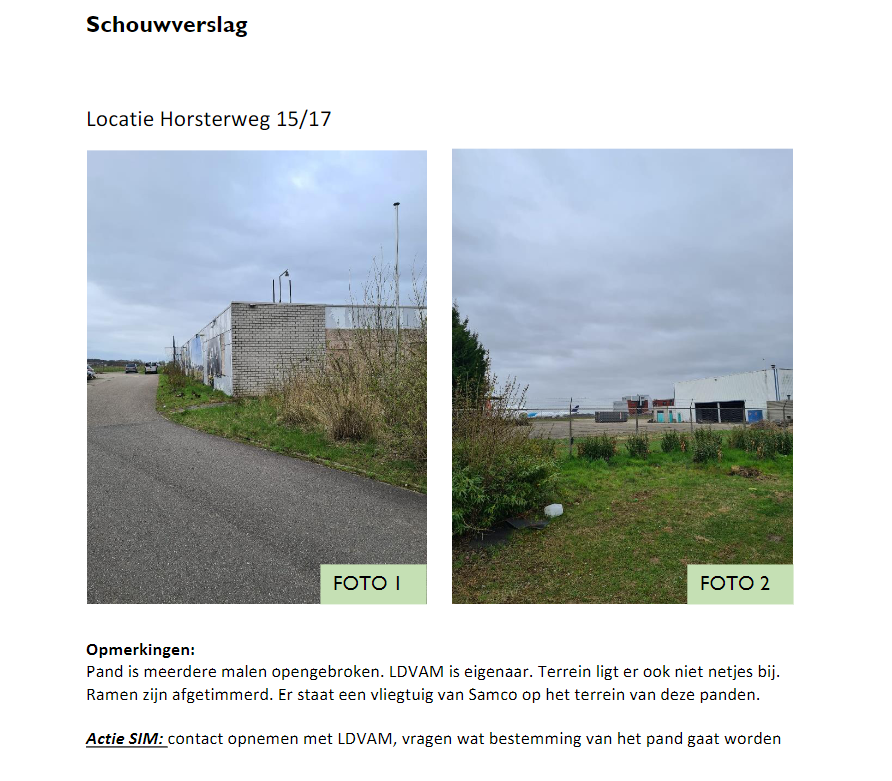 Schouwverslag
Locatie Horsterweg 15/17
FOTO 1
FOTO 2
Opmerkingen:
Pand is meerdere malen opengebroken. LDVAM is eigenaar. Terrein ligt er ook niet netjes bij.
Ramen zijn afgetimmerd. Er staat een vliegtuig van Samco op het terrein van deze panden.
Actie SIM: contact opnemen met LDVAM, vragen wat bestemming van het pand gaat worden